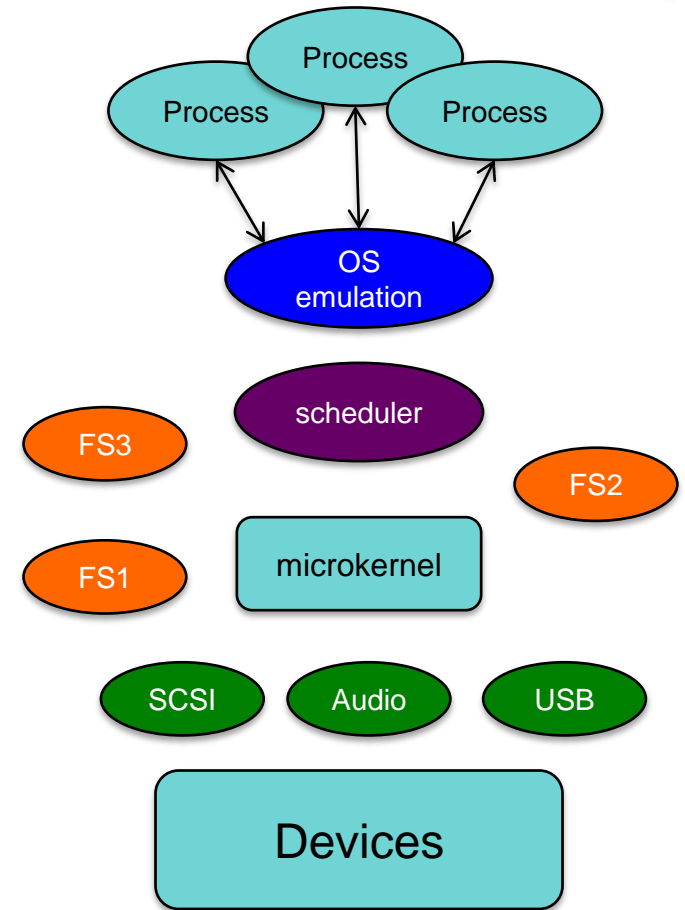 Process
Process
Process
OS
emulation
scheduler
FS3
FS2
microkernel
FS1
SCSI
Audio
USB
Devices